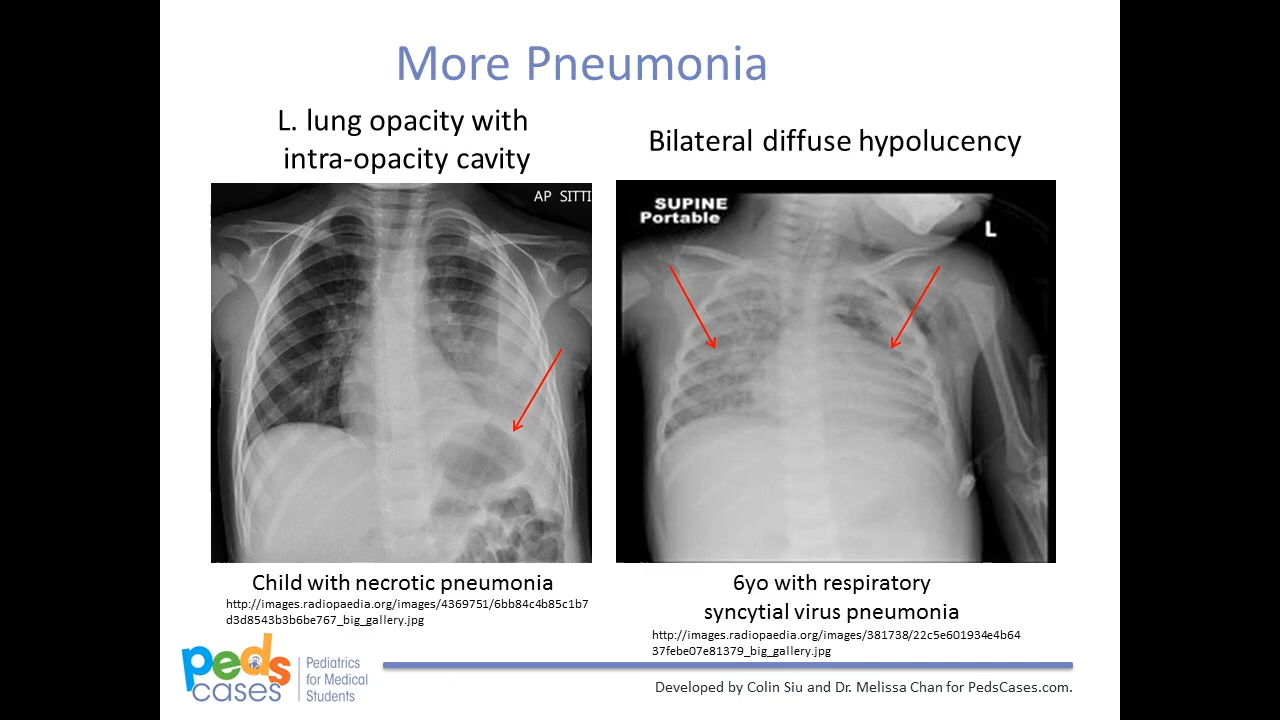 More Pneumonia
L. lung opacity with
intra-opacity cavity
Bilateral diffuse hypolucency
AP SITTI
SUPINE
Portable
L
Child with necrotic pneumonia
http://images.radiopaedia.org/images/4369751/6bb84c4b85c1b7
d3d8543b3b6be767_big_gallery.jpg
6yo with respiratory
syncytial virus pneumonia
http://images.radiopaedia.org/images/381738/22c5e601934e4b64
37febe07e81379_big_gallery.jpg
peds
cases
Pediatrics
for Medical
Students
Developed by Colin Siu and Dr. Melissa Chan for PedsCases.com.